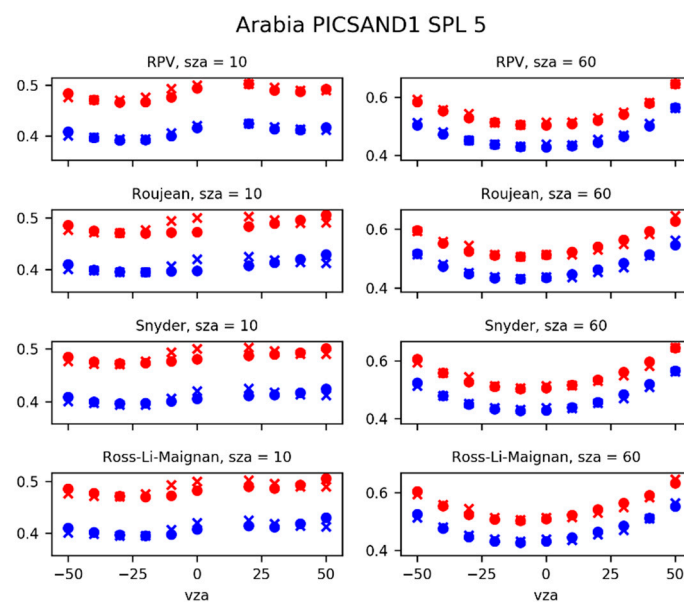 Arabia PICSAND1 SPL 5
RPV, sza = 10
RPV, sza = 60
0.5
0.4
0.6
0.4
Roujean, sza = 10
Roujean, sza = 60
0.5
0.4
0.6
0.4
Snyder, sza = 10
Snyder, sza = 60
0.5
0.4
0.6
0.4
Ross-Li-Maignan, sza = 10
Ross-Li-Maignan, sza = 60
0.5
0.4
0.6
0.4
−50 −25 0 25 50
−50 −25 0 25 50
vza
vza